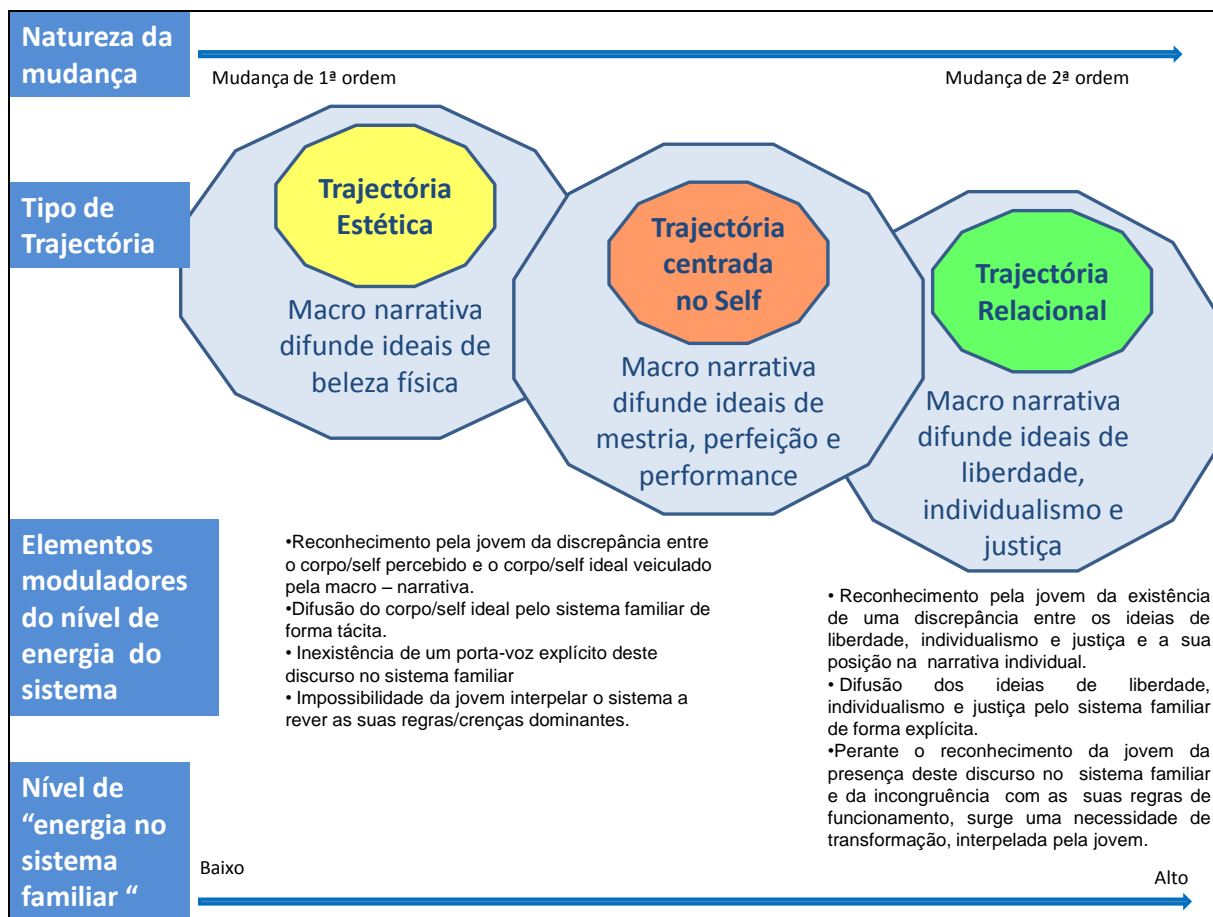 Natureza da
mudança
Mudança de 1ª ordem
Mudança de 2ª ordem
Tipo de
Trajectória
Trajectória
Estética
Macro narrativa
difunde ideais de
beleza física
Trajectória
centrada
no Self
Macro narrativa
difunde ideais de
mestria, perfeição e
performance
Trajectória
Relacional
Macro narrativa
difunde ideais de
liberdade,
individualismo e
justiça
Elementos
moduladores
do nível de
energia do
sistema
•Reconhecimento pela jovem da discrepância entre
o corpo/self percebido e o corpo/self ideal veiculado
pela macro – narrativa.
•Difusão do corpo/self ideal pelo sistema familiar de
forma tácita.
• Inexistência de um porta-voz explícito deste
discurso no sistema familiar
• Impossibilidade da jovem interpelar o sistema a
rever as suas regras/crenças dominantes.
• Reconhecimento pela jovem da existência
de uma discrepância entre os ideias de
liberdade, individualismo e justiça e a sua
posição na narrativa individual.
• Difusão dos ideias de liberdade,
individualismo e justiça pelo sistema familiar
de forma explícita.
•Perante o reconhecimento da jovem da
presença deste discurso no sistema familiar
e da incongruência com as suas regras de
funcionamento, surge uma necessidade de
transformação, interpelada pela jovem.
Nível de
“energia no
sistema
familiar “
Baixo
Alto